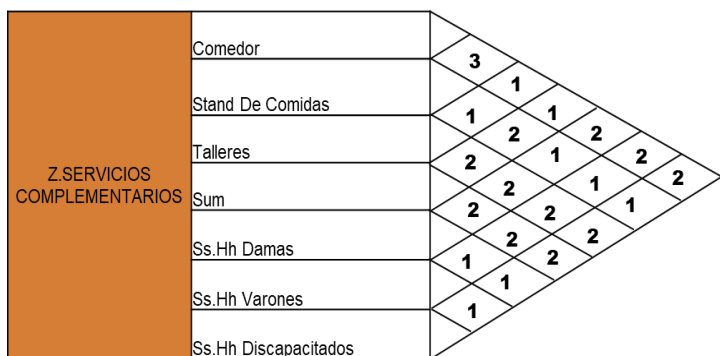 Comedor
3
1
Stand De Comidas
1 1
2 2
Talleres
2 1 2
Z.SERVICIOS
COMPLEMENTARIOS
2
2 1
Sum
2 2 1
2 2
Ss.Hh Damas
1 2
1
Ss.Hh Varones
1
Ss.Hh Discapacitados